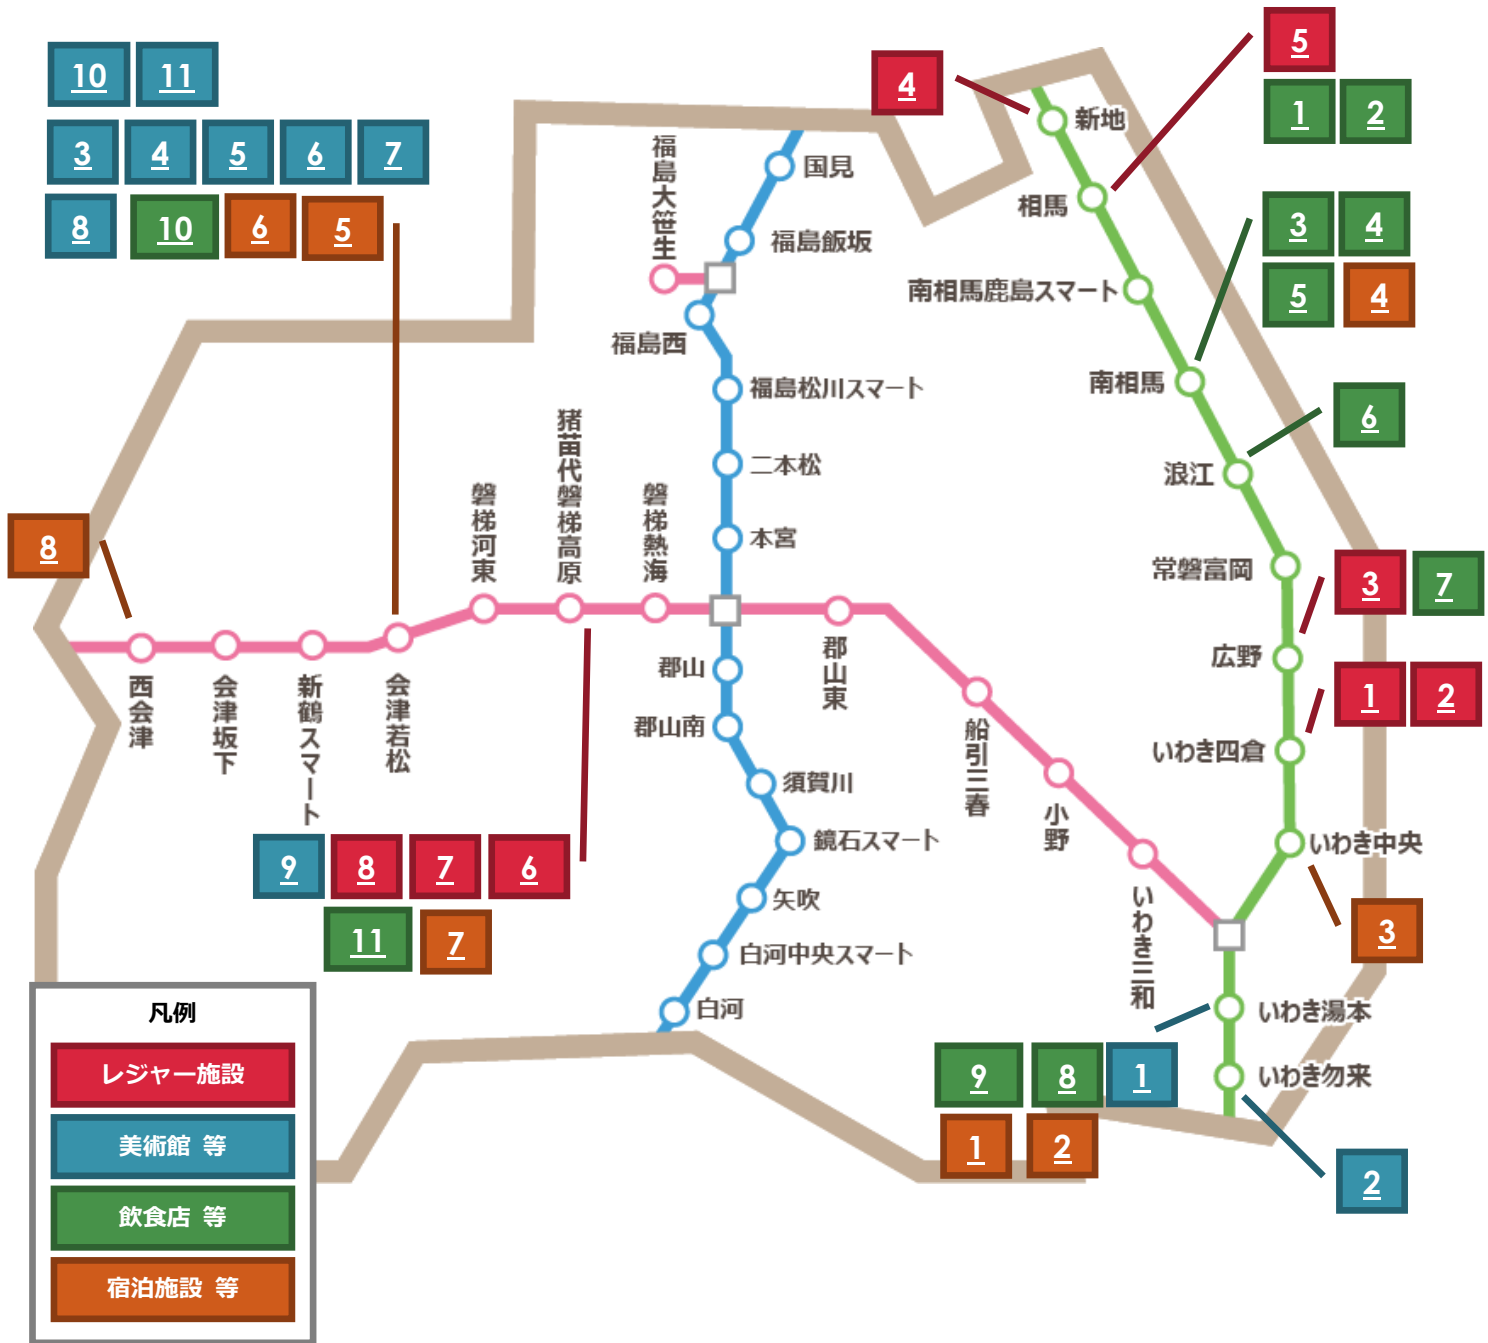 10 11
3 4 5 6 7
8 10 6 5
4
5
1 2
3 4
5 4
6
3 7
1 2
3
8
9 8 7 6
11 7
9 8 1
1 2
2
新地
相馬
南相馬鹿島スマート
南相馬
浪江
常磐富岡
広野
いわき四倉
いわき中央
いわき湯本
いわき勿来
国見
福島飯坂
福島大笹生
福島西
福島松川スマート
二本松
本宮
郡山
郡山南
須賀川
鏡石スマート
矢吹
白河中央スマート
白河
西会津
会津坂下
新鶴スマート
会津若松
磐梯河東
猪苗代磐梯高原
磐梯熱海
郡山東
船引三春
小野
いわき三和
凡例
レジャー施設
美術館 等
飲食店 等
宿泊施設 等